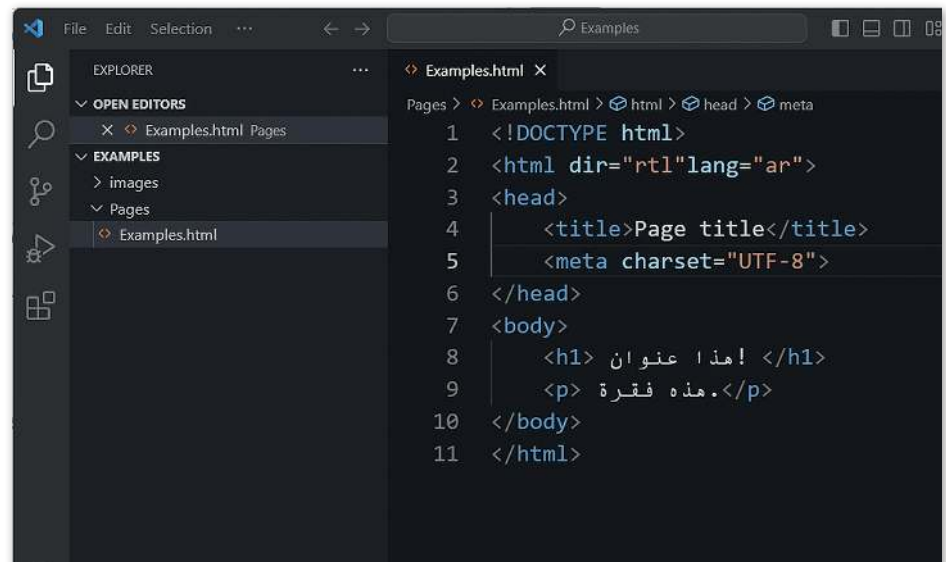 File Edit Selection ··· ← → Examples
EXPLORER ···
OPEN EDITORS
× Examples.html Pages
EXAMPLES
> images
Pages
Examples.html
Examples.html ×
Pages > Examples.html > html > head > meta
1 <!DOCTYPE html>
2 <html dir="rtl"lang="ar">
3 <head>
4 <title>Page title</title>
5 <meta charset="UTF-8">
6 </head>
7 <body>
8 <h1> هذا عنوان! </h1>
9 <p> هذه فقرة.</p>
10 </body>
11 </html>